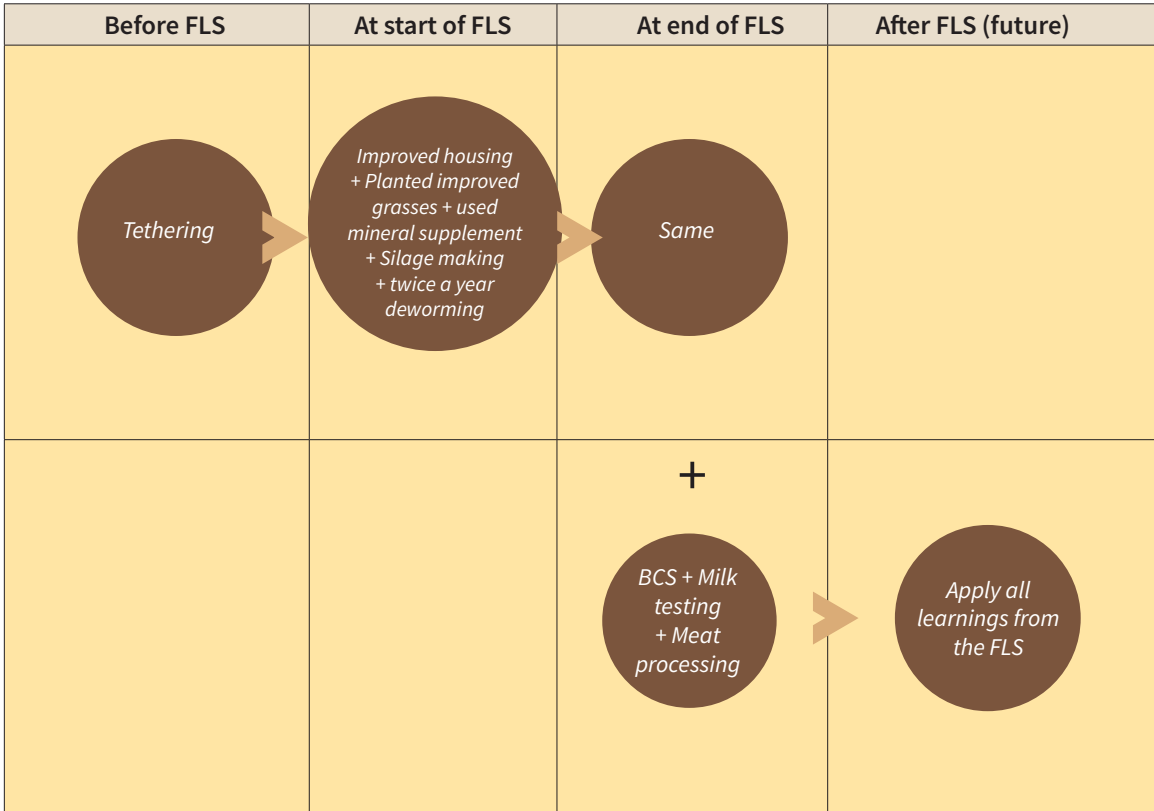 Before FLS
At start of FLS
At end of FLS
After FLS (future)
Tethering
Improved housing
+ Planted improved
grasses + used
mineral supplement
+ Silage making
+ twice a year
deworming
Same
+
BCS + Milk
testing
+ Meat
processing
Apply all
learnings from
the FLS